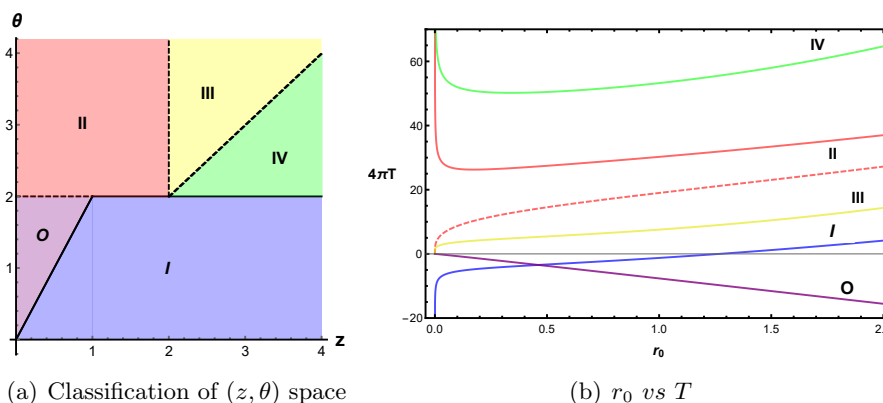 θ
4
3
2
1
II
III
IV
O
I
1
2
3
4
z
(a) Classification of (z, θ) space
60
40
20
0
−20
4πT
IV
II
III
I
O
0.0
0.5
1.0
1.5
2.0
r0
(b) r0 vs T